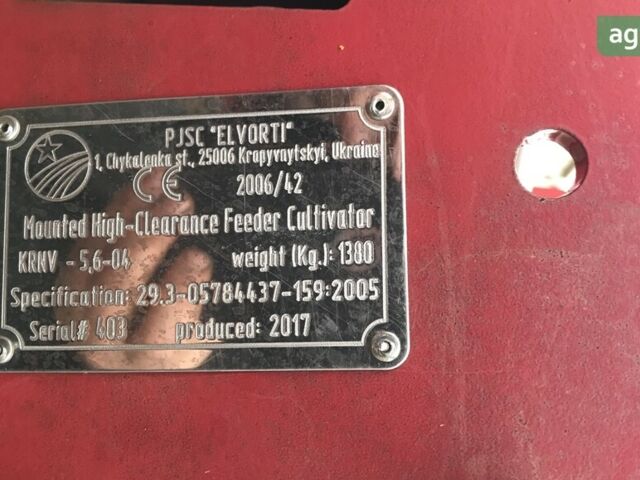 ag
PJSC "ELVORTI"
1, Chykalenka st., 25006 Kropyvnytskyi, Ukraine
CE 2006/42
Mounted High-Clearance Feeder Cultivator
KRNV - 5,6-04 weight (Kg.): 1380
Specification: 29.3-05784437-159:2005
Serial# 403 produced: 2017